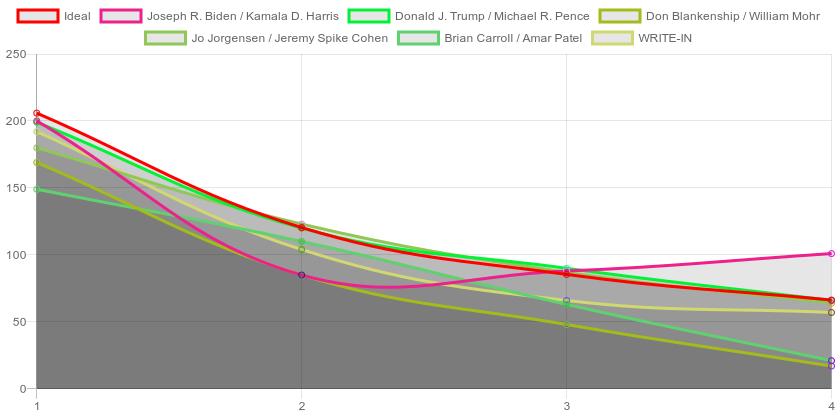 Ideal Joseph R. Biden / Kamala D. Harris Donald J. Trump / Michael R. Pence Don Blankenship / William Mohr
Jo Jorgensen / Jeremy Spike Cohen Brian Carroll / Amar Patel WRITE-IN
250
200
150
100
50
0
1 2 3 4